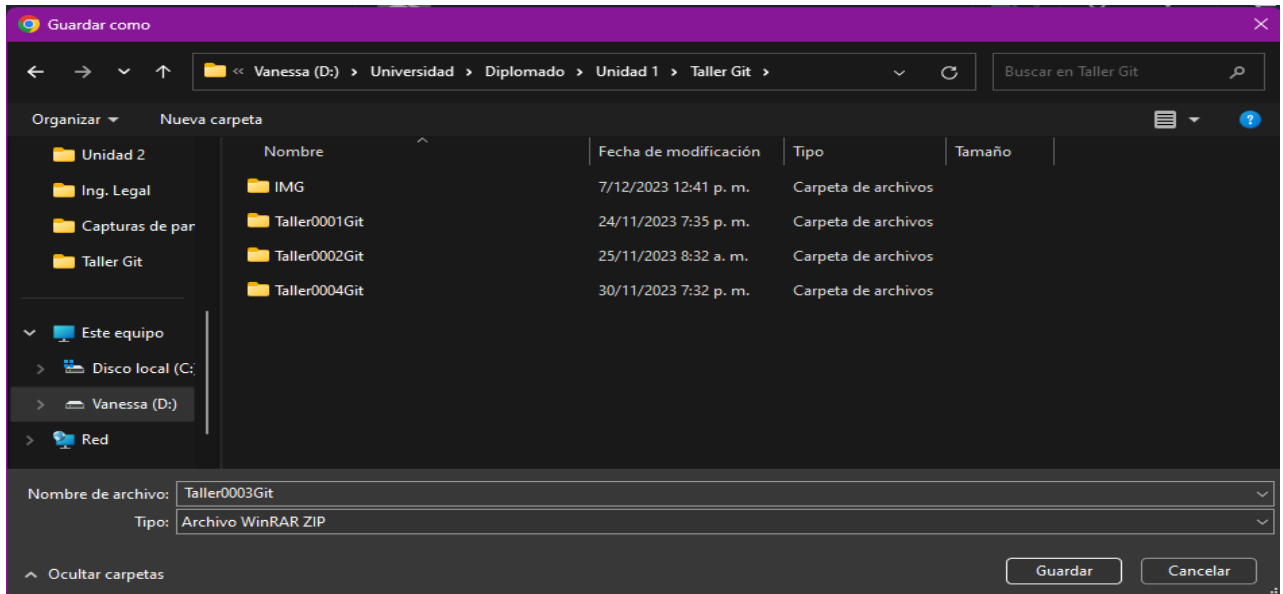 Guardar como
« Vanessa (D:) > Universidad > Diplomado > Unidad 1 > Taller Git >
Buscar en Taller Git
Organizar
Nueva carpeta
Nombre Fecha de modificación Tipo Tamaño
Unidad 2
Ing. Legal
Capturas de par
Taller Git
Este equipo
Disco local (C:
Vanessa (D:)
Red
IMG 7/12/2023 12:41 p. m. Carpeta de archivos
Taller0001Git 24/11/2023 7:35 p. m. Carpeta de archivos
Taller0002Git 25/11/2023 8:32 a. m. Carpeta de archivos
Taller0004Git 30/11/2023 7:32 p. m. Carpeta de archivos
Nombre de archivo: Taller0003Git
Tipo: Archivo WinRAR ZIP
Ocultar carpetas
Guardar
Cancelar